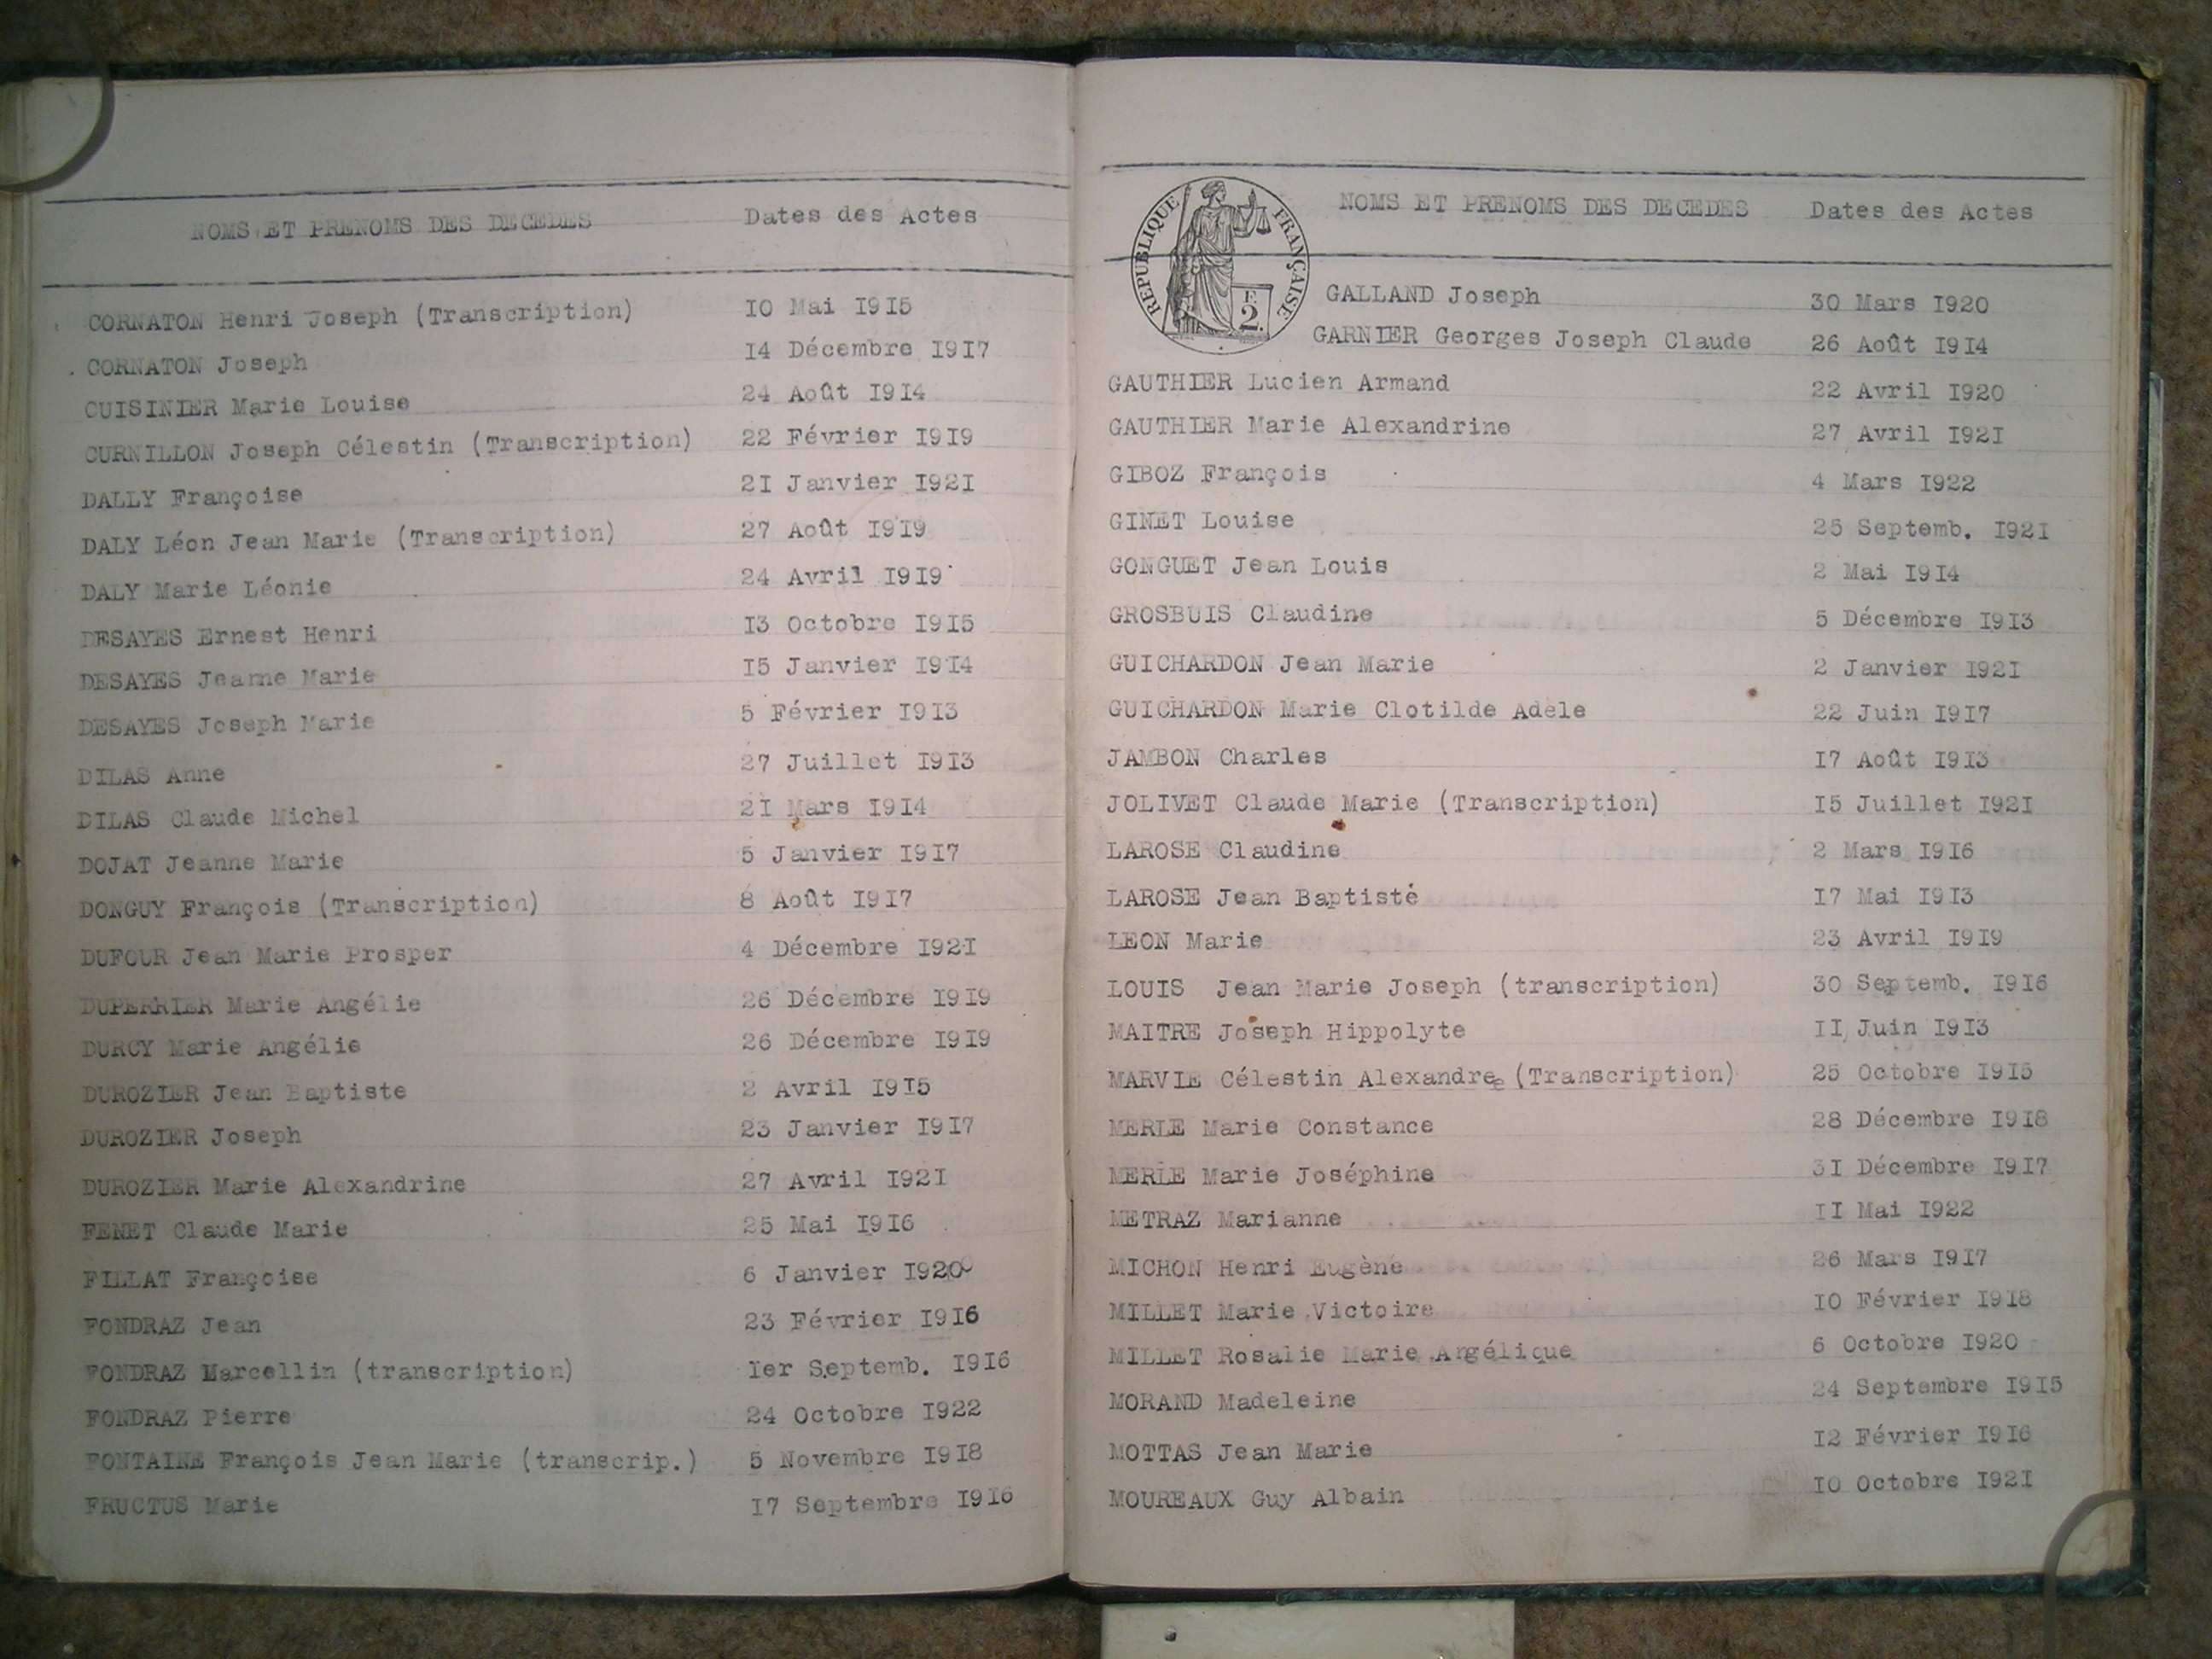 NOMS ET PRENOMS DES DECEDES Dates des Actes
CORNATON Henri Joseph (Transcription) 10 Mai 1915
CORNATON Joseph 14 Décembre 1917
CUISINIER Marie Louise 24 Août 1914
CURNILLON Joseph Célestin (Transcription) 22 Février 1919
DALLY Françoise 21 Janvier 1921
DALY Léon Jean Marie (Transcription) 27 Août 1919
DALY Marie Léonie 24 Avril 1919
DESAYES Ernest Henri 13 Octobre 1915
DESAYES Jeanne Marie 15 Janvier 1914
DESAYES Joseph Marie 5 Février 1913
DILAS Anne 27 Juillet 1913
DILAS Claude Michel 21 Mars 1914
DOJAT Jeanne Marie 5 Janvier 1917
DONGUY François (Transcription) 8 Août 1917
DUFOUR Jean Marie Prosper 4 Décembre 1921
DUPERRIER Marie Angélie 26 Décembre 1919
DURCY Marie Angélie 26 Décembre 1919
DUROZIER Jean Baptiste 2 Avril 1915
DUROZIER Joseph 23 Janvier 1917
DUROZIER Marie Alexandrine 27 Avril 1921
FENET Claude Marie 25 Mai 1916
FILLAT Françoise 6 Janvier 1920
FONDRAZ Jean 23 Février 1916
FONDRAZ Marcellin (transcription) 1er Septemb. 1916
FONDRAZ Pierre 24 Octobre 1922
FONTAINE François Jean Marie (transcrip.) 5 Novembre 1918
FRUCTUS Marie 17 Septembre 1916
REPUBLIQUE FRANÇAISE
F. 2.
NOMS ET PRENOMS DES DECEDES Dates des Actes
GALLAND Joseph 30 Mars 1920
GARNIER Georges Joseph Claude 26 Août 1914
GAUTHIER Lucien Armand 22 Avril 1920
GAUTHIER Marie Alexandrine 27 Avril 1921
GIBOZ François 4 Mars 1922
GINET Louise 25 Septemb. 1921
GONGUET Jean Louis 2 Mai 1914
GROSBUIS Claudine 5 Décembre 1913
GUICHARDON Jean Marie 2 Janvier 1921
GUICHARDON Marie Clotilde Adèle 22 Juin 1917
JAMBON Charles 17 Août 1913
JOLIVET Claude Marie (Transcription) 15 Juillet 1921
LAROSE Claudine 2 Mars 1916
LAROSE Jean Baptiste 17 Mai 1913
LEON Marie 23 Avril 1919
LOUIS Jean Marie Joseph (transcription) 30 Septemb. 1916
MAITRE Joseph Hippolyte 11 Juin 1913
MARVIE Célestin Alexandre (Transcription) 25 Octobre 1915
MERLE Marie Constance 28 Décembre 1918
MERLE Marie Joséphine 31 Décembre 1917
METRAZ Marianne 11 Mai 1922
MICHON Henri Eugène 26 Mars 1917
MILLET Marie Victoire 10 Février 1918
MILLET Rosalie Marie Angélique 6 Octobre 1920
MORAND Madeleine 24 Septembre 1915
MOTTAS Jean Marie 12 Février 1916
MOUREAUX Guy Albain 10 Octobre 1921